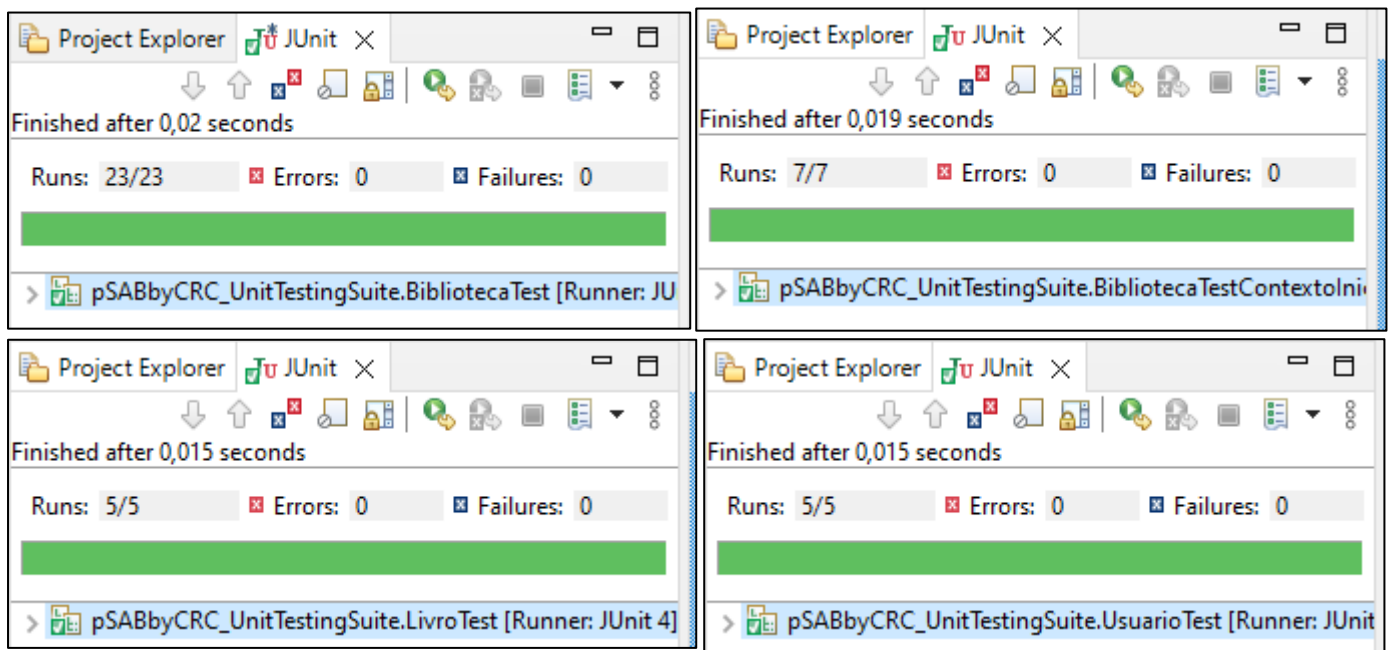 Project Explorer JUnit
Finished after 0,02 seconds
Runs: 23/23 Errors: 0 Failures: 0
pSABbyCRC_UnitTestingSuite.BibliotecaTest [Runner: JU
Project Explorer JUnit
Finished after 0,019 seconds
Runs: 7/7 Errors: 0 Failures: 0
pSABbyCRC_UnitTestingSuite.BibliotecaTestContextoInic
Project Explorer JUnit
Finished after 0,015 seconds
Runs: 5/5 Errors: 0 Failures: 0
pSABbyCRC_UnitTestingSuite.LivroTest [Runner: JUnit 4]
Project Explorer JUnit
Finished after 0,015 seconds
Runs: 5/5 Errors: 0 Failures: 0
pSABbyCRC_UnitTestingSuite.UsuarioTest [Runner: JUnit